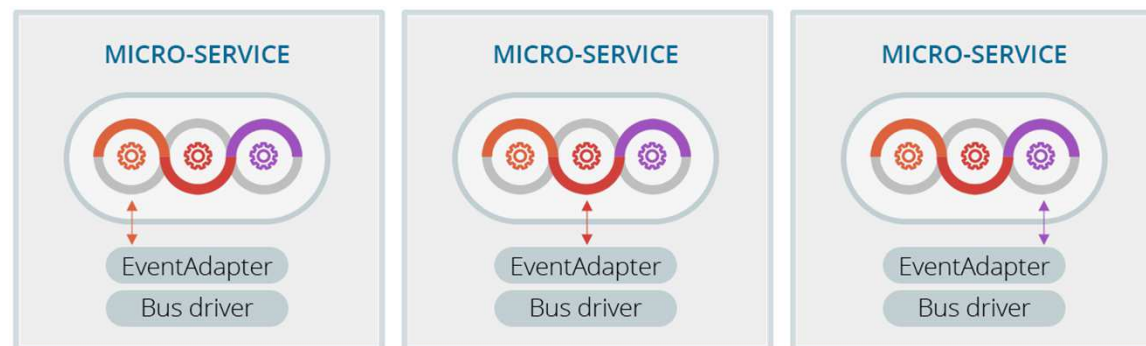 MICRO-SERVICE
EventAdapter
Bus driver
MICRO-SERVICE
EventAdapter
Bus driver
MICRO-SERVICE
EventAdapter
Bus driver